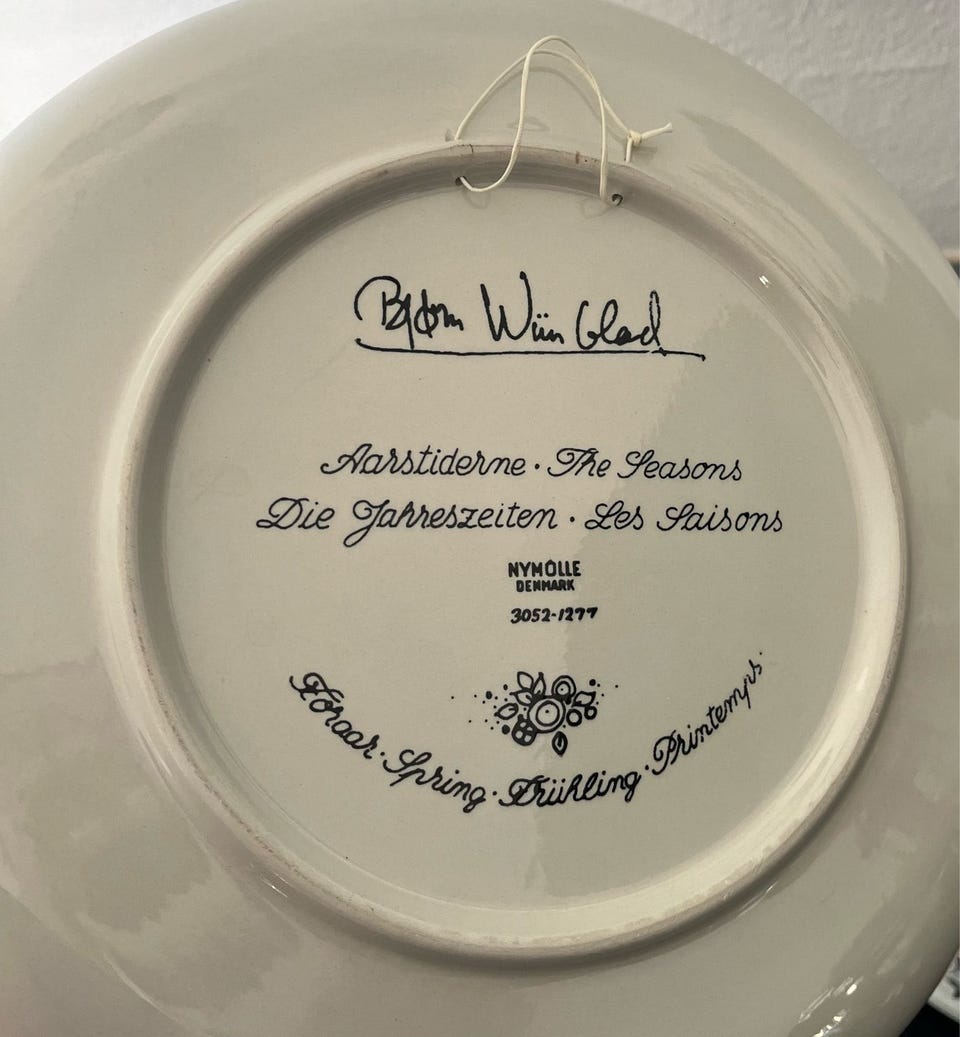 Bjørn Wiinblad
Aarstiderne · The Seasons
Die Jahreszeiten · Les Saisons
NYMÖLLE
DENMARK
3052-1277
Foraar · Spring · Frühling · Printemps